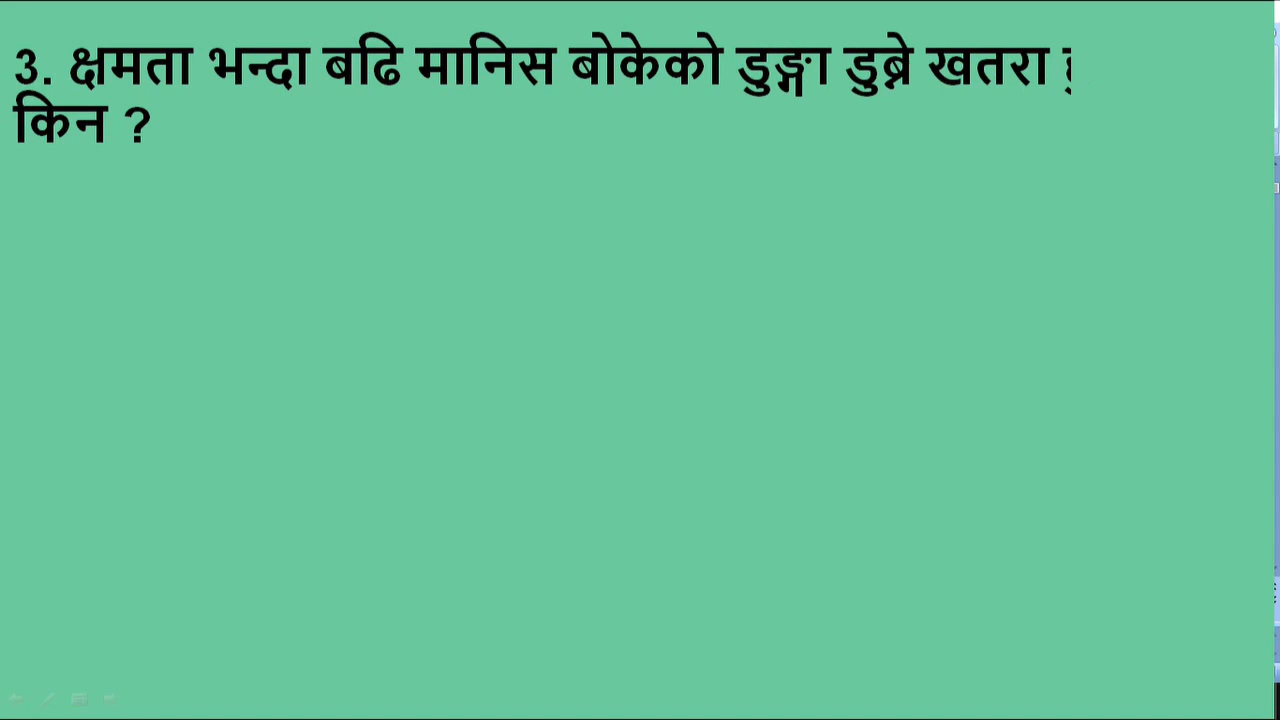 3. क्षमता भन्दा बढि मानिस बोकेको डुङ्गा डुब्ने खतरा
किन ?